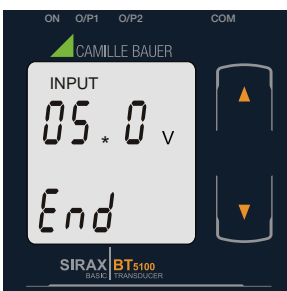 ON O/P1 O/P2 COM
CAMILLE BAUER
INPUT
05*0 V
End
SIRAX BT5100
BASIC TRANSDUCER